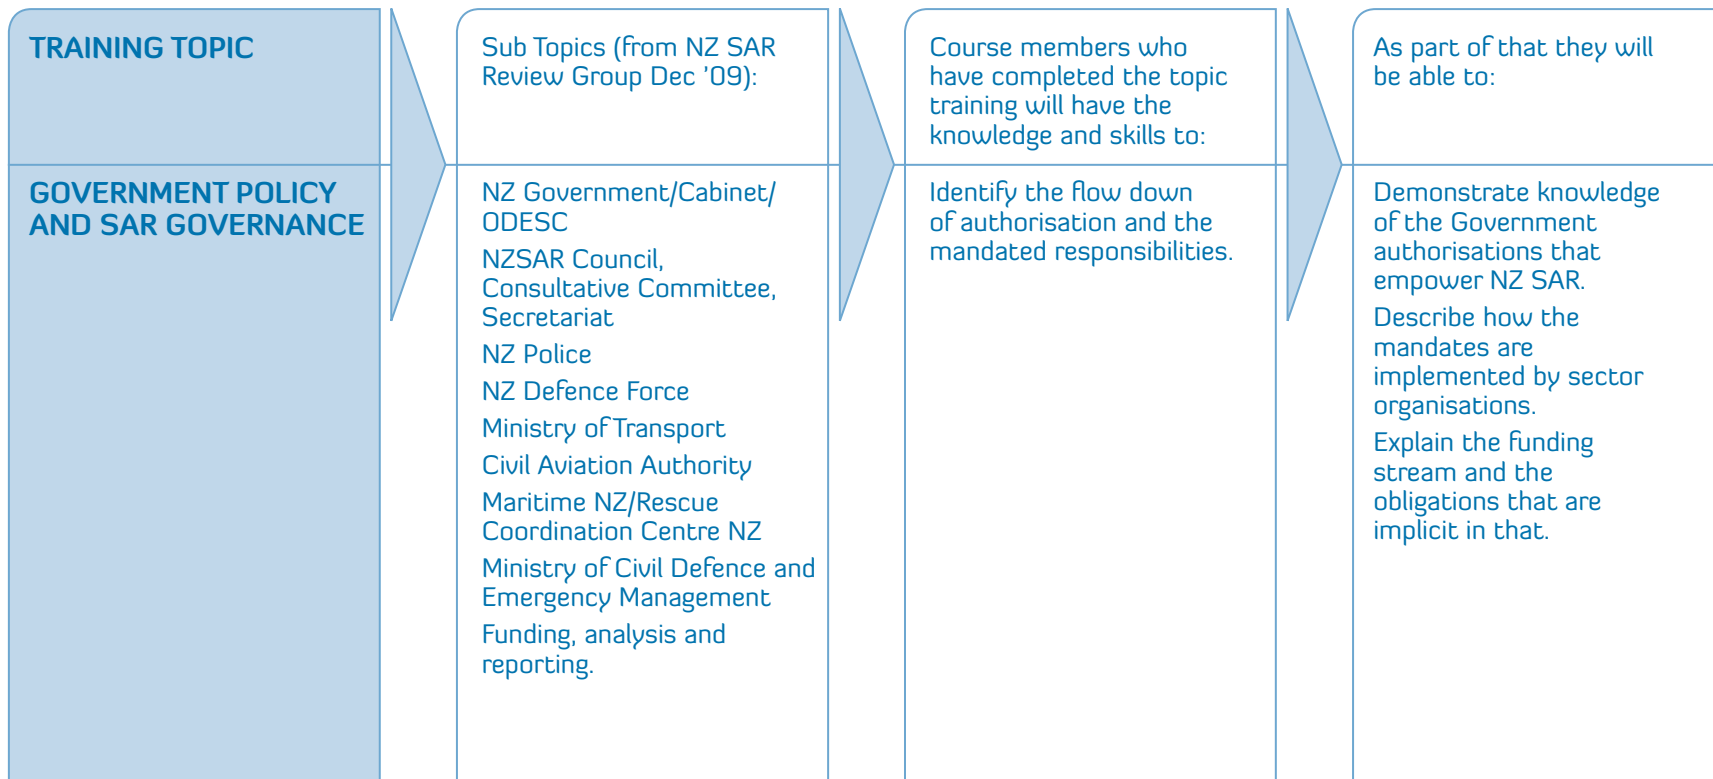 TRAINING TOPIC
Sub Topics (from NZ SAR
Review Group Dec ’09):
Course members who
have completed the topic
training will have the
knowledge and skills to:
As part of that they will
be able to:
GOVERNMENT POLICY
AND SAR GOVERNANCE
NZ Government/Cabinet/
ODESC
NZSAR Council,
Consultative Committee,
Secretariat
NZ Police
NZ Defence Force
Ministry of Transport
Civil Aviation Authority
Maritime NZ/Rescue
Coordination Centre NZ
Ministry of Civil Defence and
Emergency Management
Funding, analysis and
reporting.
Identify the flow down
of authorisation and the
mandated responsibilities.
Demonstrate knowledge
of the Government
authorisations that
empower NZ SAR.
Describe how the
mandates are
implemented by sector
organisations.
Explain the funding
stream and the
obligations that are
implicit in that.